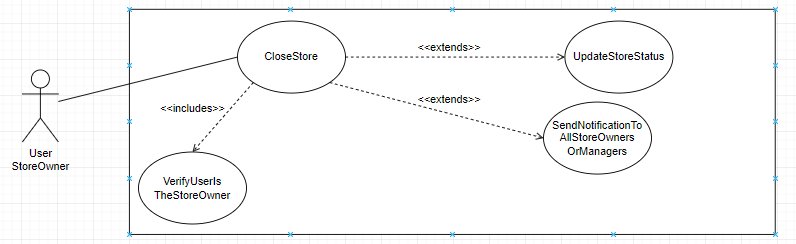 <<extends>>
CloseStore
UpdateStoreStatus
<<includes>>
<<extends>>
SendNotificationTo
AllStoreOwners
OrManagers
User
StoreOwner
VerifyUserIs
TheStoreOwner